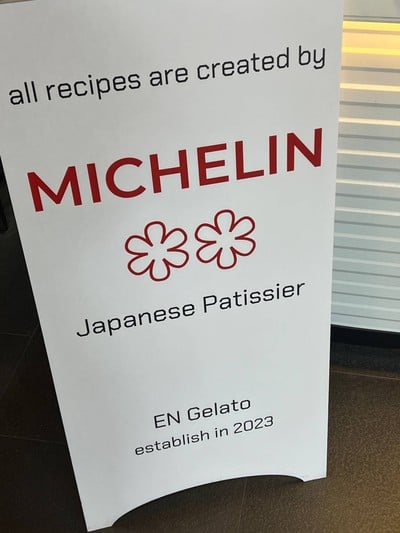 all recipes are created by
MICHELIN
Japanese Patissier
EN Gelato
establish in 2023